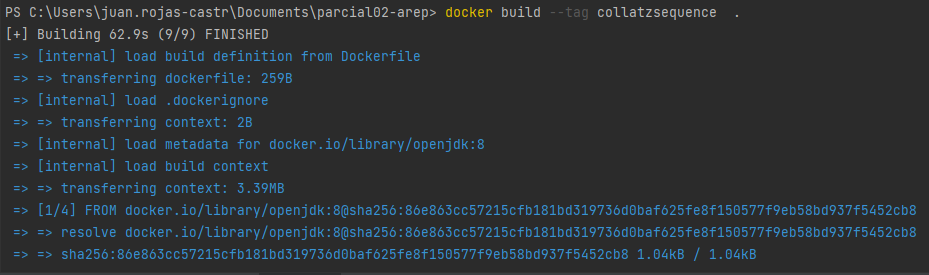 PS C:\Users\juan.rojas-castr\Documents\parcial02-arep> docker build --tag collatzsequence  .
[+] Building 62.9s (9/9) FINISHED
=> [internal] load build definition from Dockerfile
=> => transferring dockerfile: 259B
=> [internal] load .dockerignore
=> => transferring context: 2B
=> [internal] load metadata for docker.io/library/openjdk:8
=> [internal] load build context
=> => transferring context: 3.39MB
=> [1/4] FROM docker.io/library/openjdk:8@sha256:86e863cc57215cfb181bd319736d0baf625fe8f150577f9eb58bd937f5452cb8
=> => resolve docker.io/library/openjdk:8@sha256:86e863cc57215cfb181bd319736d0baf625fe8f150577f9eb58bd937f5452cb8
=> => sha256:86e863cc57215cfb181bd319736d0baf625fe8f150577f9eb58bd937f5452cb8 1.04kB / 1.04kB